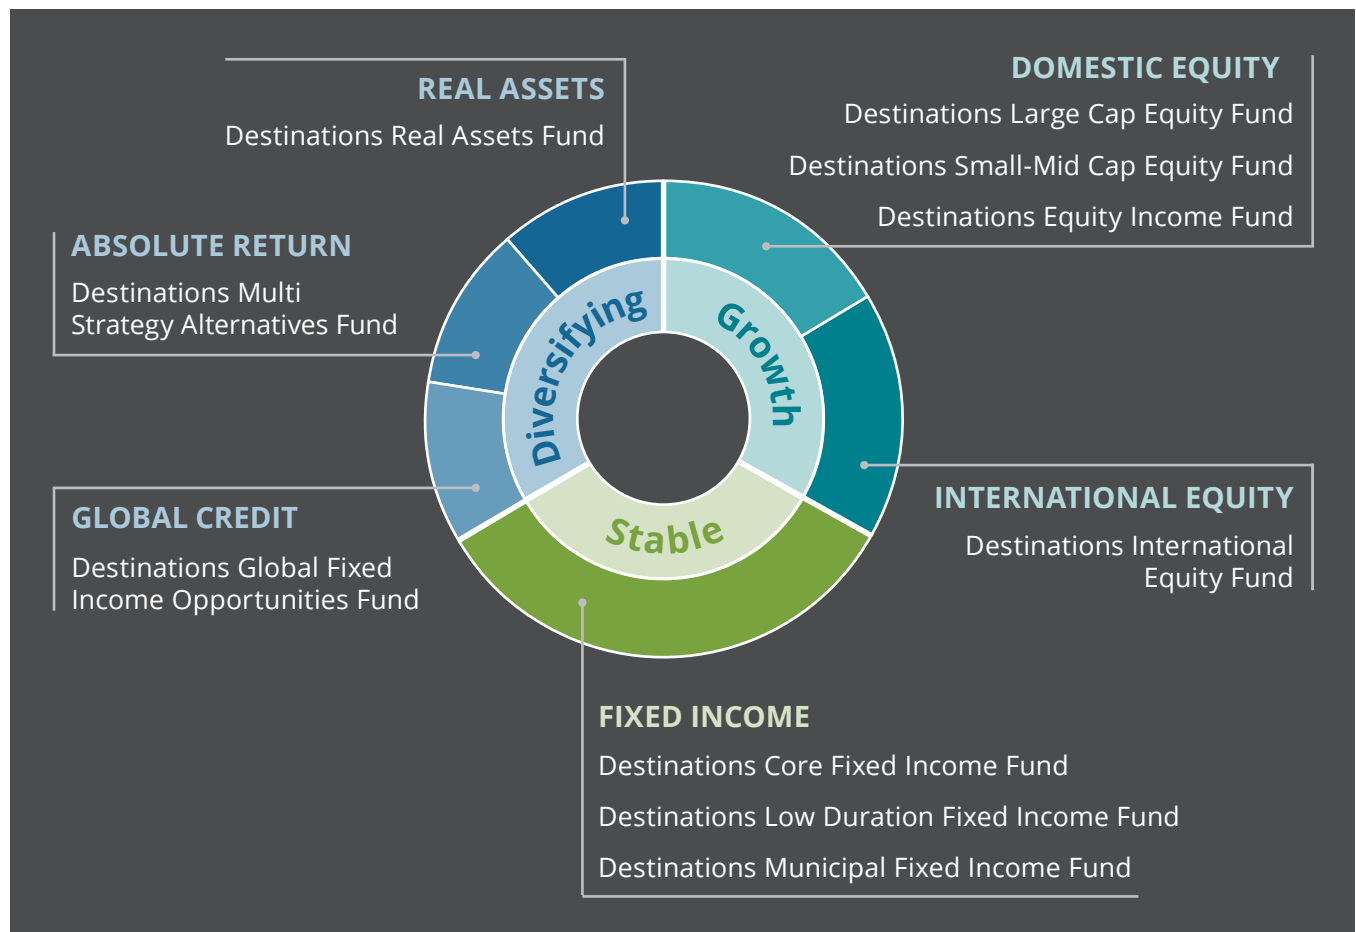 REAL ASSETS
Destinations Real Assets Fund
DOMESTIC EQUITY
Destinations Large Cap Equity Fund
Destinations Small-Mid Cap Equity Fund
Destinations Equity Income Fund
ABSOLUTE RETURN
Destinations Multi
Strategy Alternatives Fund
Diversifying
Growth
Stable
GLOBAL CREDIT
Destinations Global Fixed
Income Opportunities Fund
INTERNATIONAL EQUITY
Destinations International
Equity Fund
FIXED INCOME
Destinations Core Fixed Income Fund
Destinations Low Duration Fixed Income Fund
Destinations Municipal Fixed Income Fund